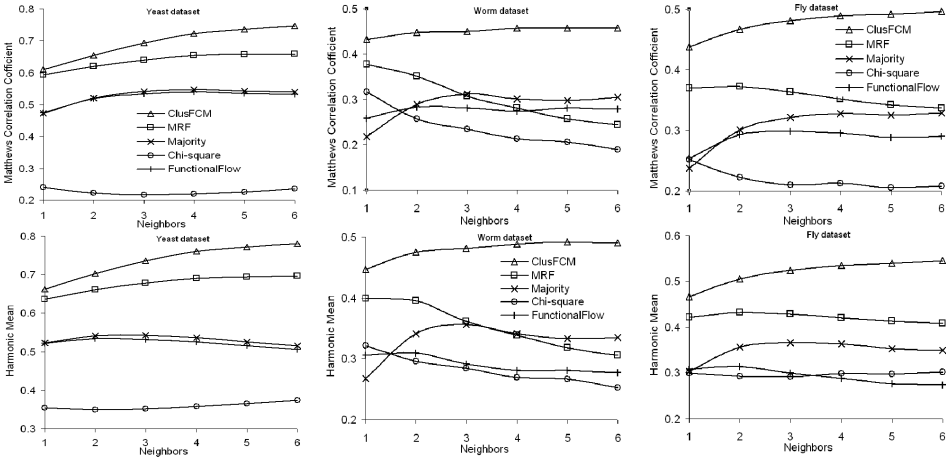 Yeast dataset
Matthews Correlation Cofficient
0.8
0.7
0.6
0.5
0.4
0.3
0.2
ClusFCM
MRF
Majority
Chi-square
FunctionalFlow
1 2 3 4 5 6
Neighbors
Worm dataset
Matthews Correlation Cofficient
0.5
0.4
0.3
0.2
0.1
1 2 3 4 5 6
Neighbors
Fly dataset
Matthews Correlation Cofficient
0.5
0.4
0.3
0.2
ClusFCM
MRF
Majority
Chi-square
FunctionalFlow
1 2 3 4 5 6
Neighbors
Yeast dataset
Harmonic Mean
0.8
0.7
0.6
0.5
0.4
0.3
1 2 3 4 5 6
Neighbors
Worm dataset
Harmonic Mean
0.5
0.4
0.3
0.2
ClusFCM
MRF
Majority
Chi-square
FunctionalFlow
1 2 3 4 5 6
Neighbors
Fly dataset
Harmonic Mean
0.6
0.5
0.4
0.3
0.2
1 2 3 4 5 6
Neighbors